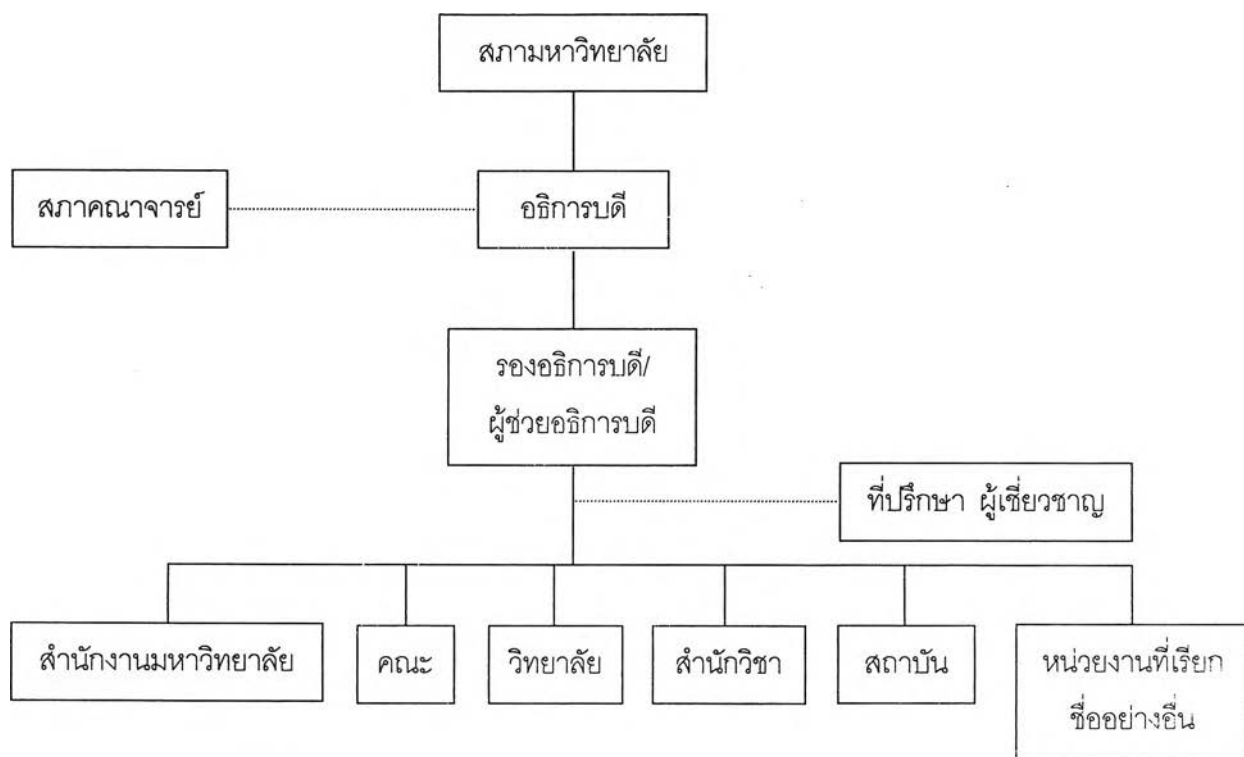 สภามหาวิทยาลัย
สภาคณาจารย์
อธิการบดี
รองอธิการบดี/
ผู้ช่วยอธิการบดี
ที่ปรึกษา ผู้เชี่ยวชาญ
สำนักงานมหาวิทยาลัย
คณะ
วิทยาลัย
สำนักวิชา
สถาบัน
หน่วยงานที่เรียก
ชื่ออย่างอื่น